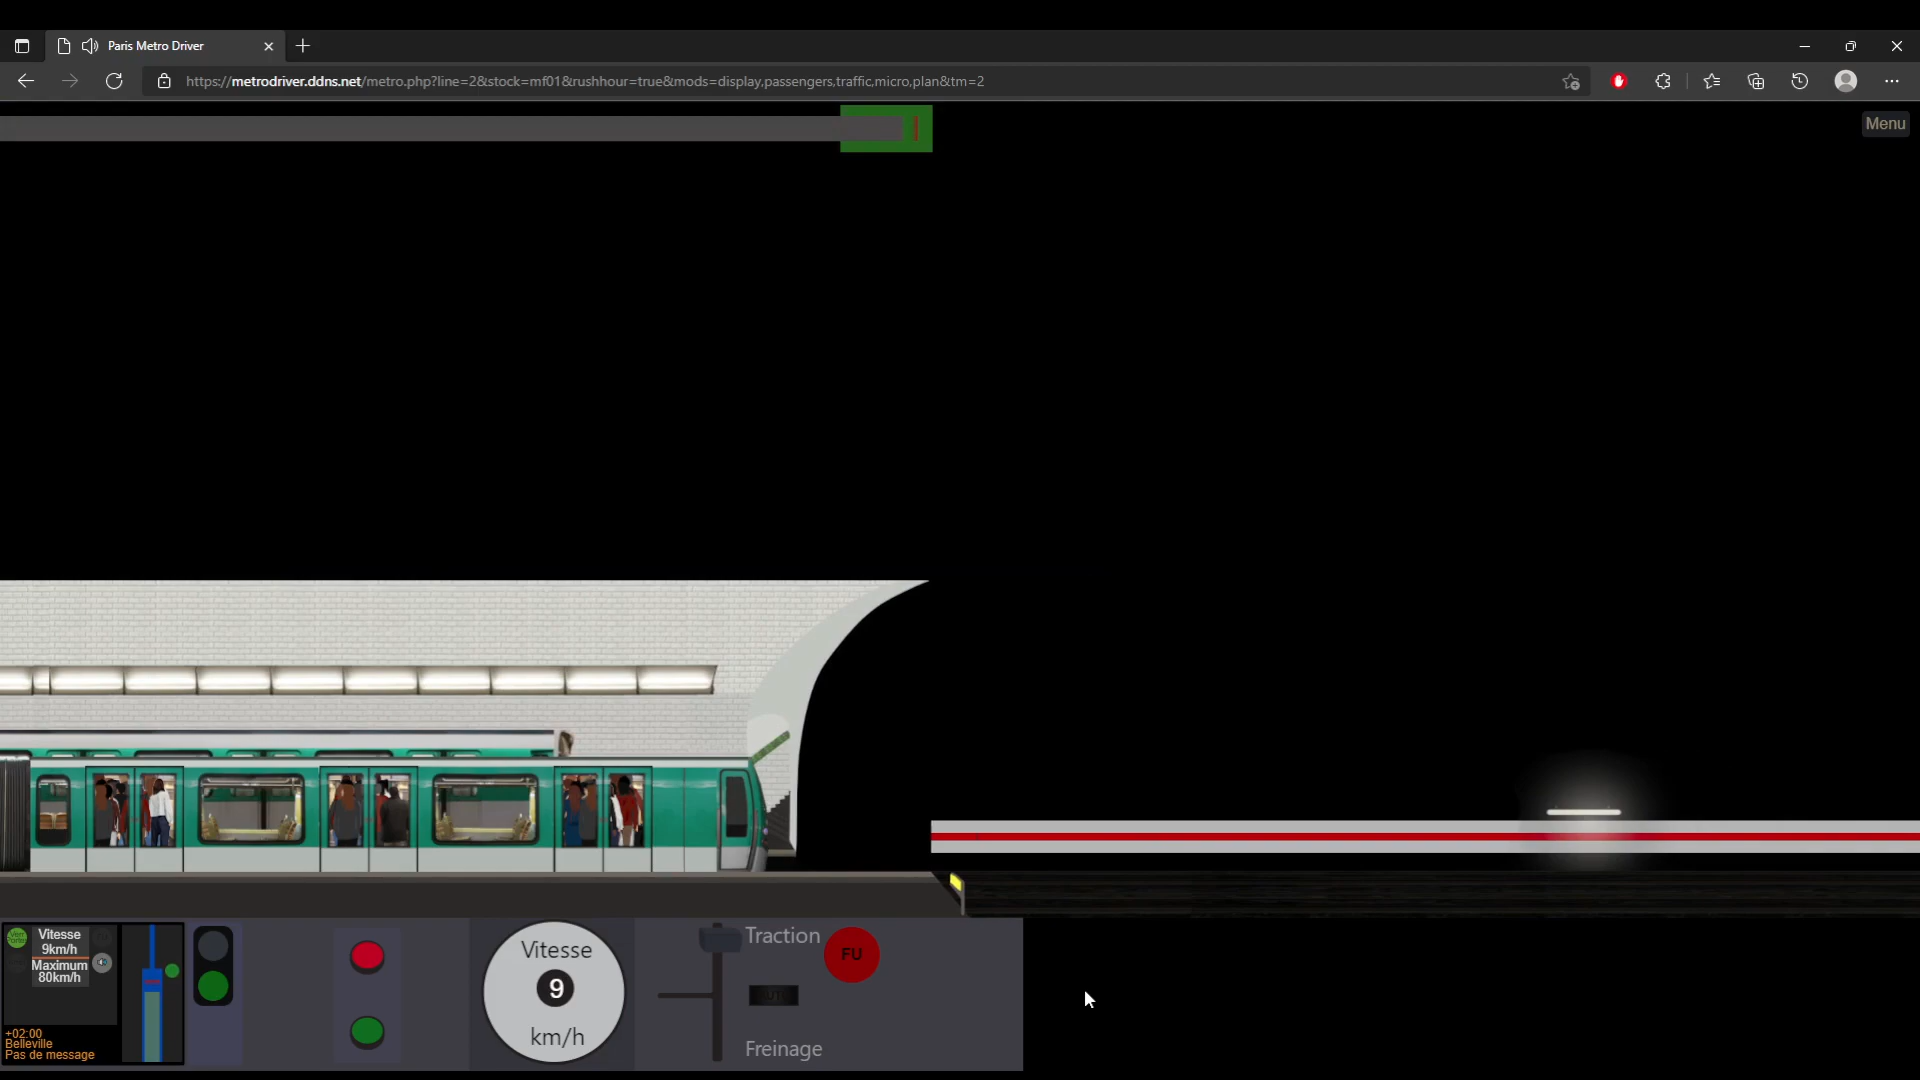 Paris Metro Driver
https://metrodriver.ddns.net/metro.php?line=2&stock=mf01&rushhour=true&mods=display,passengers,traffic,micro,plan&tm=2
Menu
Vitesse
9km/h
Maximum
80km/h
+02:00
Belleville
Pas de message
Vitesse
9
km/h
Traction
FU
Freinage